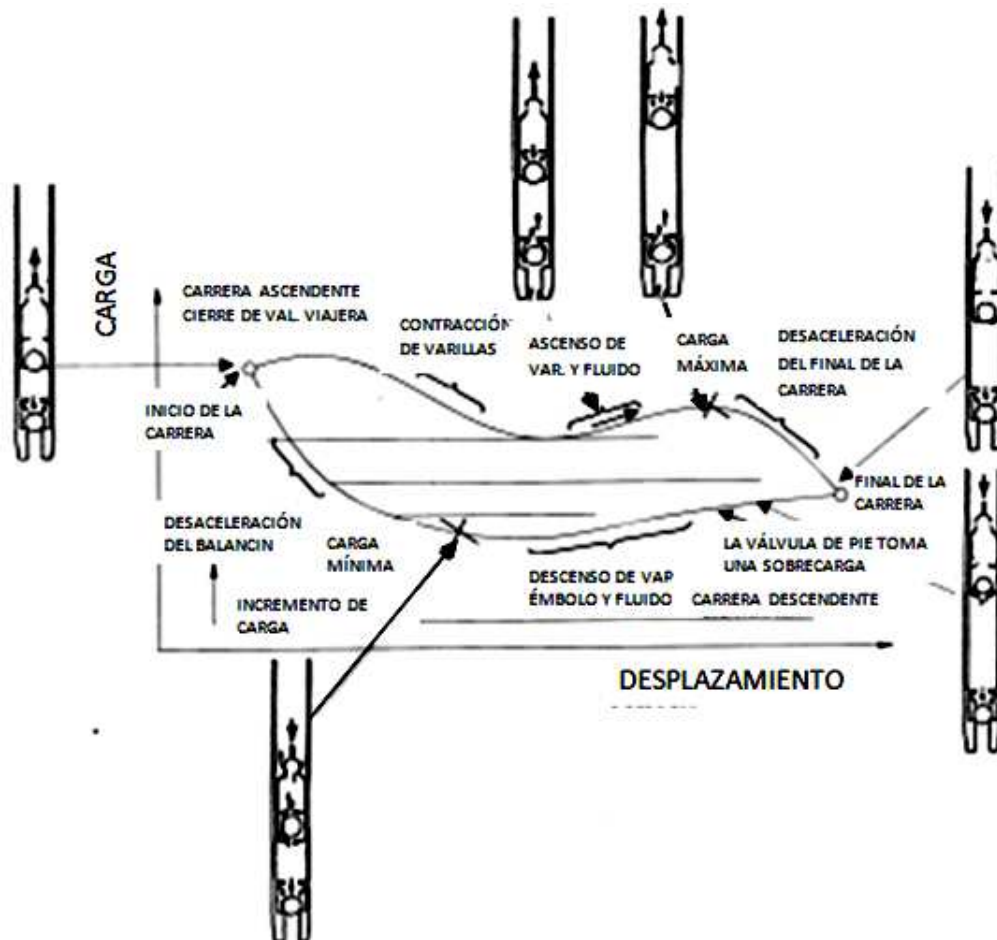 CARGA
CARRERA ASCENDENTE
CIERRE DE VAL. VIAJERA
CONTRACCIÓN
DE VARILLAS
ASCENSO DE
VAR. Y FLUIDO
CARGA
MÁXIMA
DESACELERACIÓN
DEL FINAL DE LA
CARRERA
INICIO DE LA
CARRERA
FINAL DE LA
CARRERA
DESACELERACIÓN
DEL BALANCIN
CARGA
MÍNIMA
LA VÁLVULA DE PIE TOMA
UNA SOBRECARGA
DESCENSO DE VAP
ÉMBOLO Y FLUIDO
CARRERA DESCENDENTE
INCREMENTO DE
CARGA
DESPLAZAMIENTO